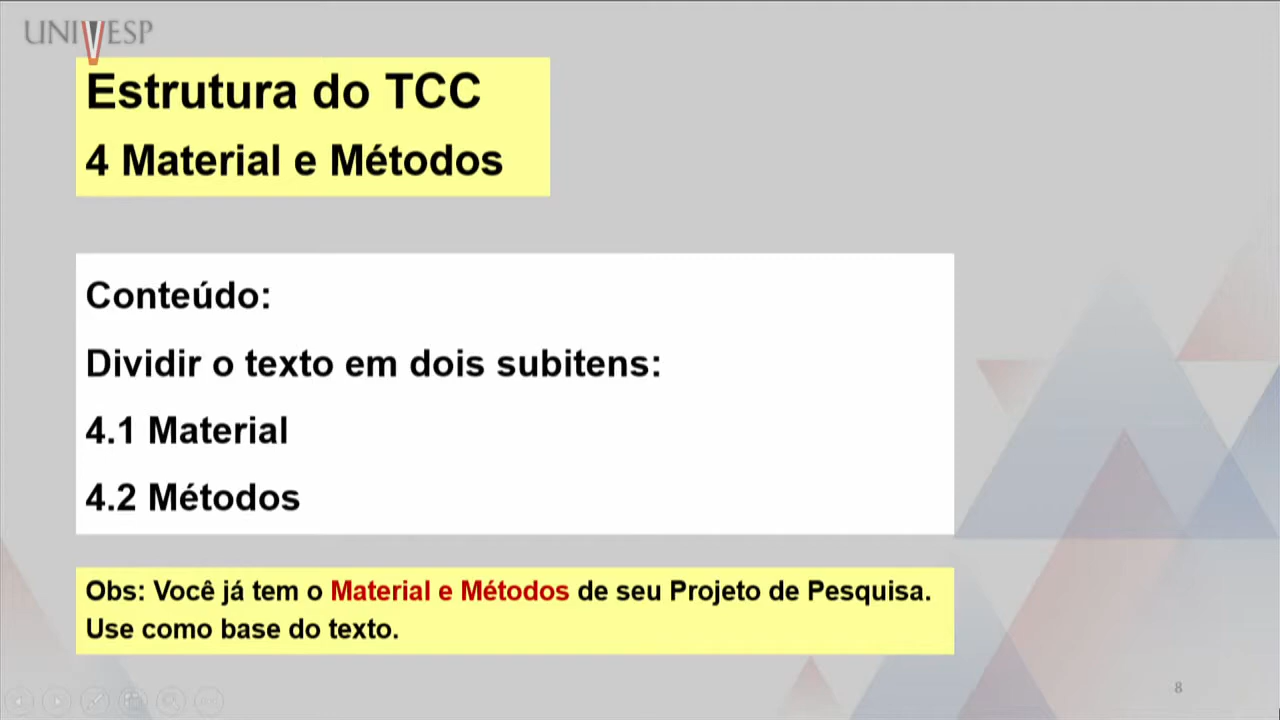 UNIVESP
Estrutura do TCC
4 Material e Métodos
Conteúdo:
Dividir o texto em dois subitens:
4.1 Material
4.2 Métodos
Obs: Você já tem o Material e Métodos de seu Projeto de Pesquisa.
Use como base do texto.
8